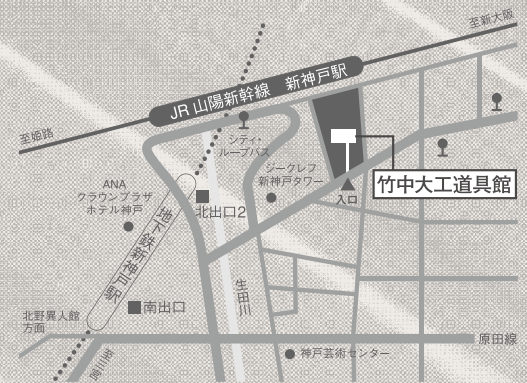 至新大阪
JR 山陽新幹線 新神戸駅
至姫路
シティ・
ループバス
ジークレフ
新神戸タワー
竹中大工道具館
入口
ANA
クラウンプラザ
ホテル神戸
北出口2
地下鉄新神戸駅
生田川
南出口
北野異人館
方面
至三宮
原田線
神戸芸術センター